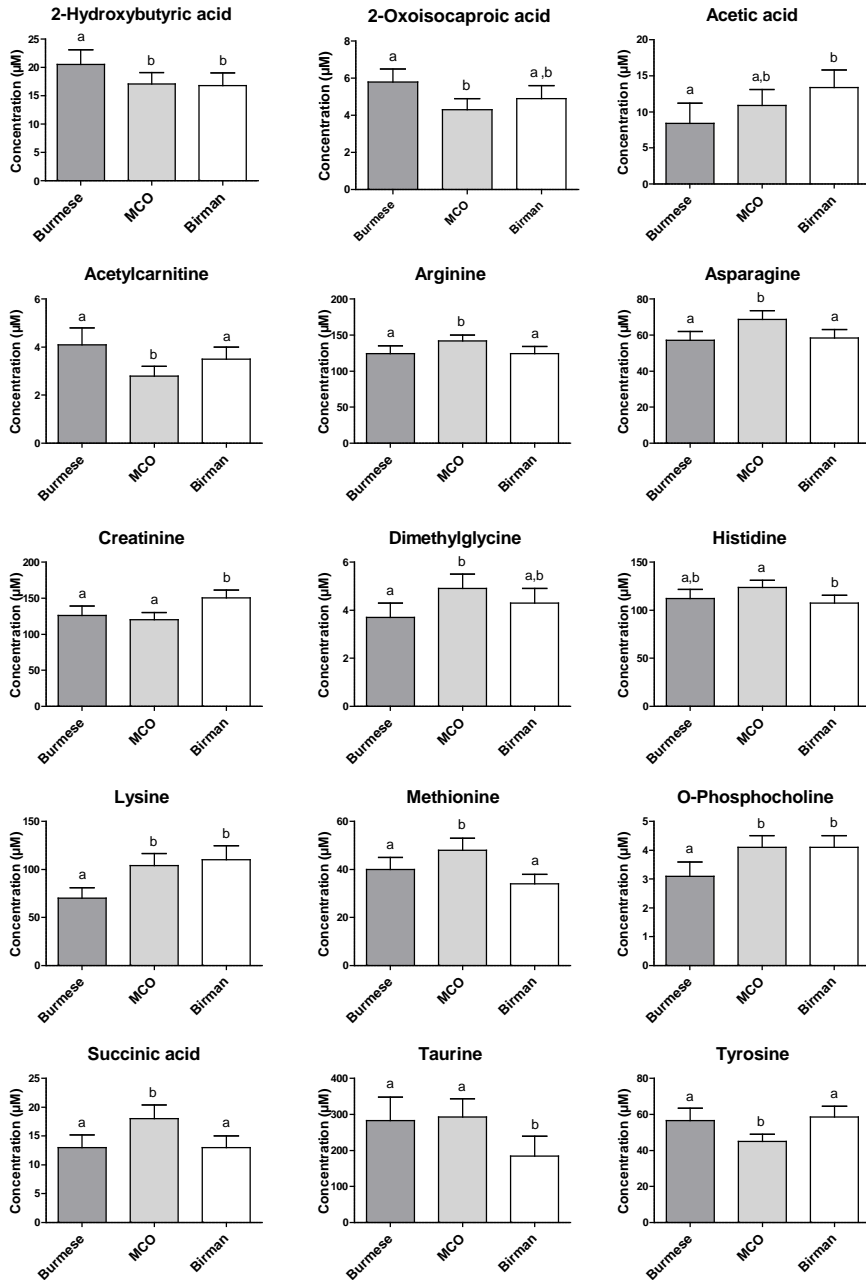 2-Hydroxybutyric acid
Concentration (µM)
25
20
15
10
5
0
a
b
b
Burmese
MCO
Birman
2-Oxoisocaproic acid
Concentration (µM)
8
6
4
2
0
a
b
a ,b
Burmese
MCO
Birman
Acetic acid
Concentration (µM)
20
15
10
5
0
a
a,b
b
Burmese
MCO
Birman
Acetylcarnitine
Concentration (µM)
6
4
2
0
a
b
a
Burmese
MCO
Birman
Arginine
Concentration (µM)
200
150
100
50
0
a
b
a
Burmese
MCO
Birman
Asparagine
Concentration (µM)
80
60
40
20
0
a
b
a
Burmese
MCO
Birman
Creatinine
Concentration (µM)
200
150
100
50
0
a
a
b
Burmese
MCO
Birman
Dimethylglycine
Concentration (µM)
6
4
2
0
a
b
a,b
Burmese
MCO
Birman
Histidine
Concentration (µM)
150
100
50
0
a,b
a
b
Burmese
MCO
Birman
Lysine
Concentration (µM)
150
100
50
0
a
b
b
Burmese
MCO
Birman
Methionine
Concentration (µM)
60
40
20
0
a
b
a
Burmese
MCO
Birman
O-Phosphocholine
Concentration (µM)
5
4
3
2
1
0
a
b
b
Burmese
MCO
Birman
Succinic acid
Concentration (µM)
25
20
15
10
5
0
a
b
a
Burmese
MCO
Birman
Taurine
Concentration (µM)
400
300
200
100
0
a
a
b
Burmese
MCO
Birman
Tyrosine
Concentration (µM)
80
60
40
20
0
a
b
a
Burmese
MCO
Birman